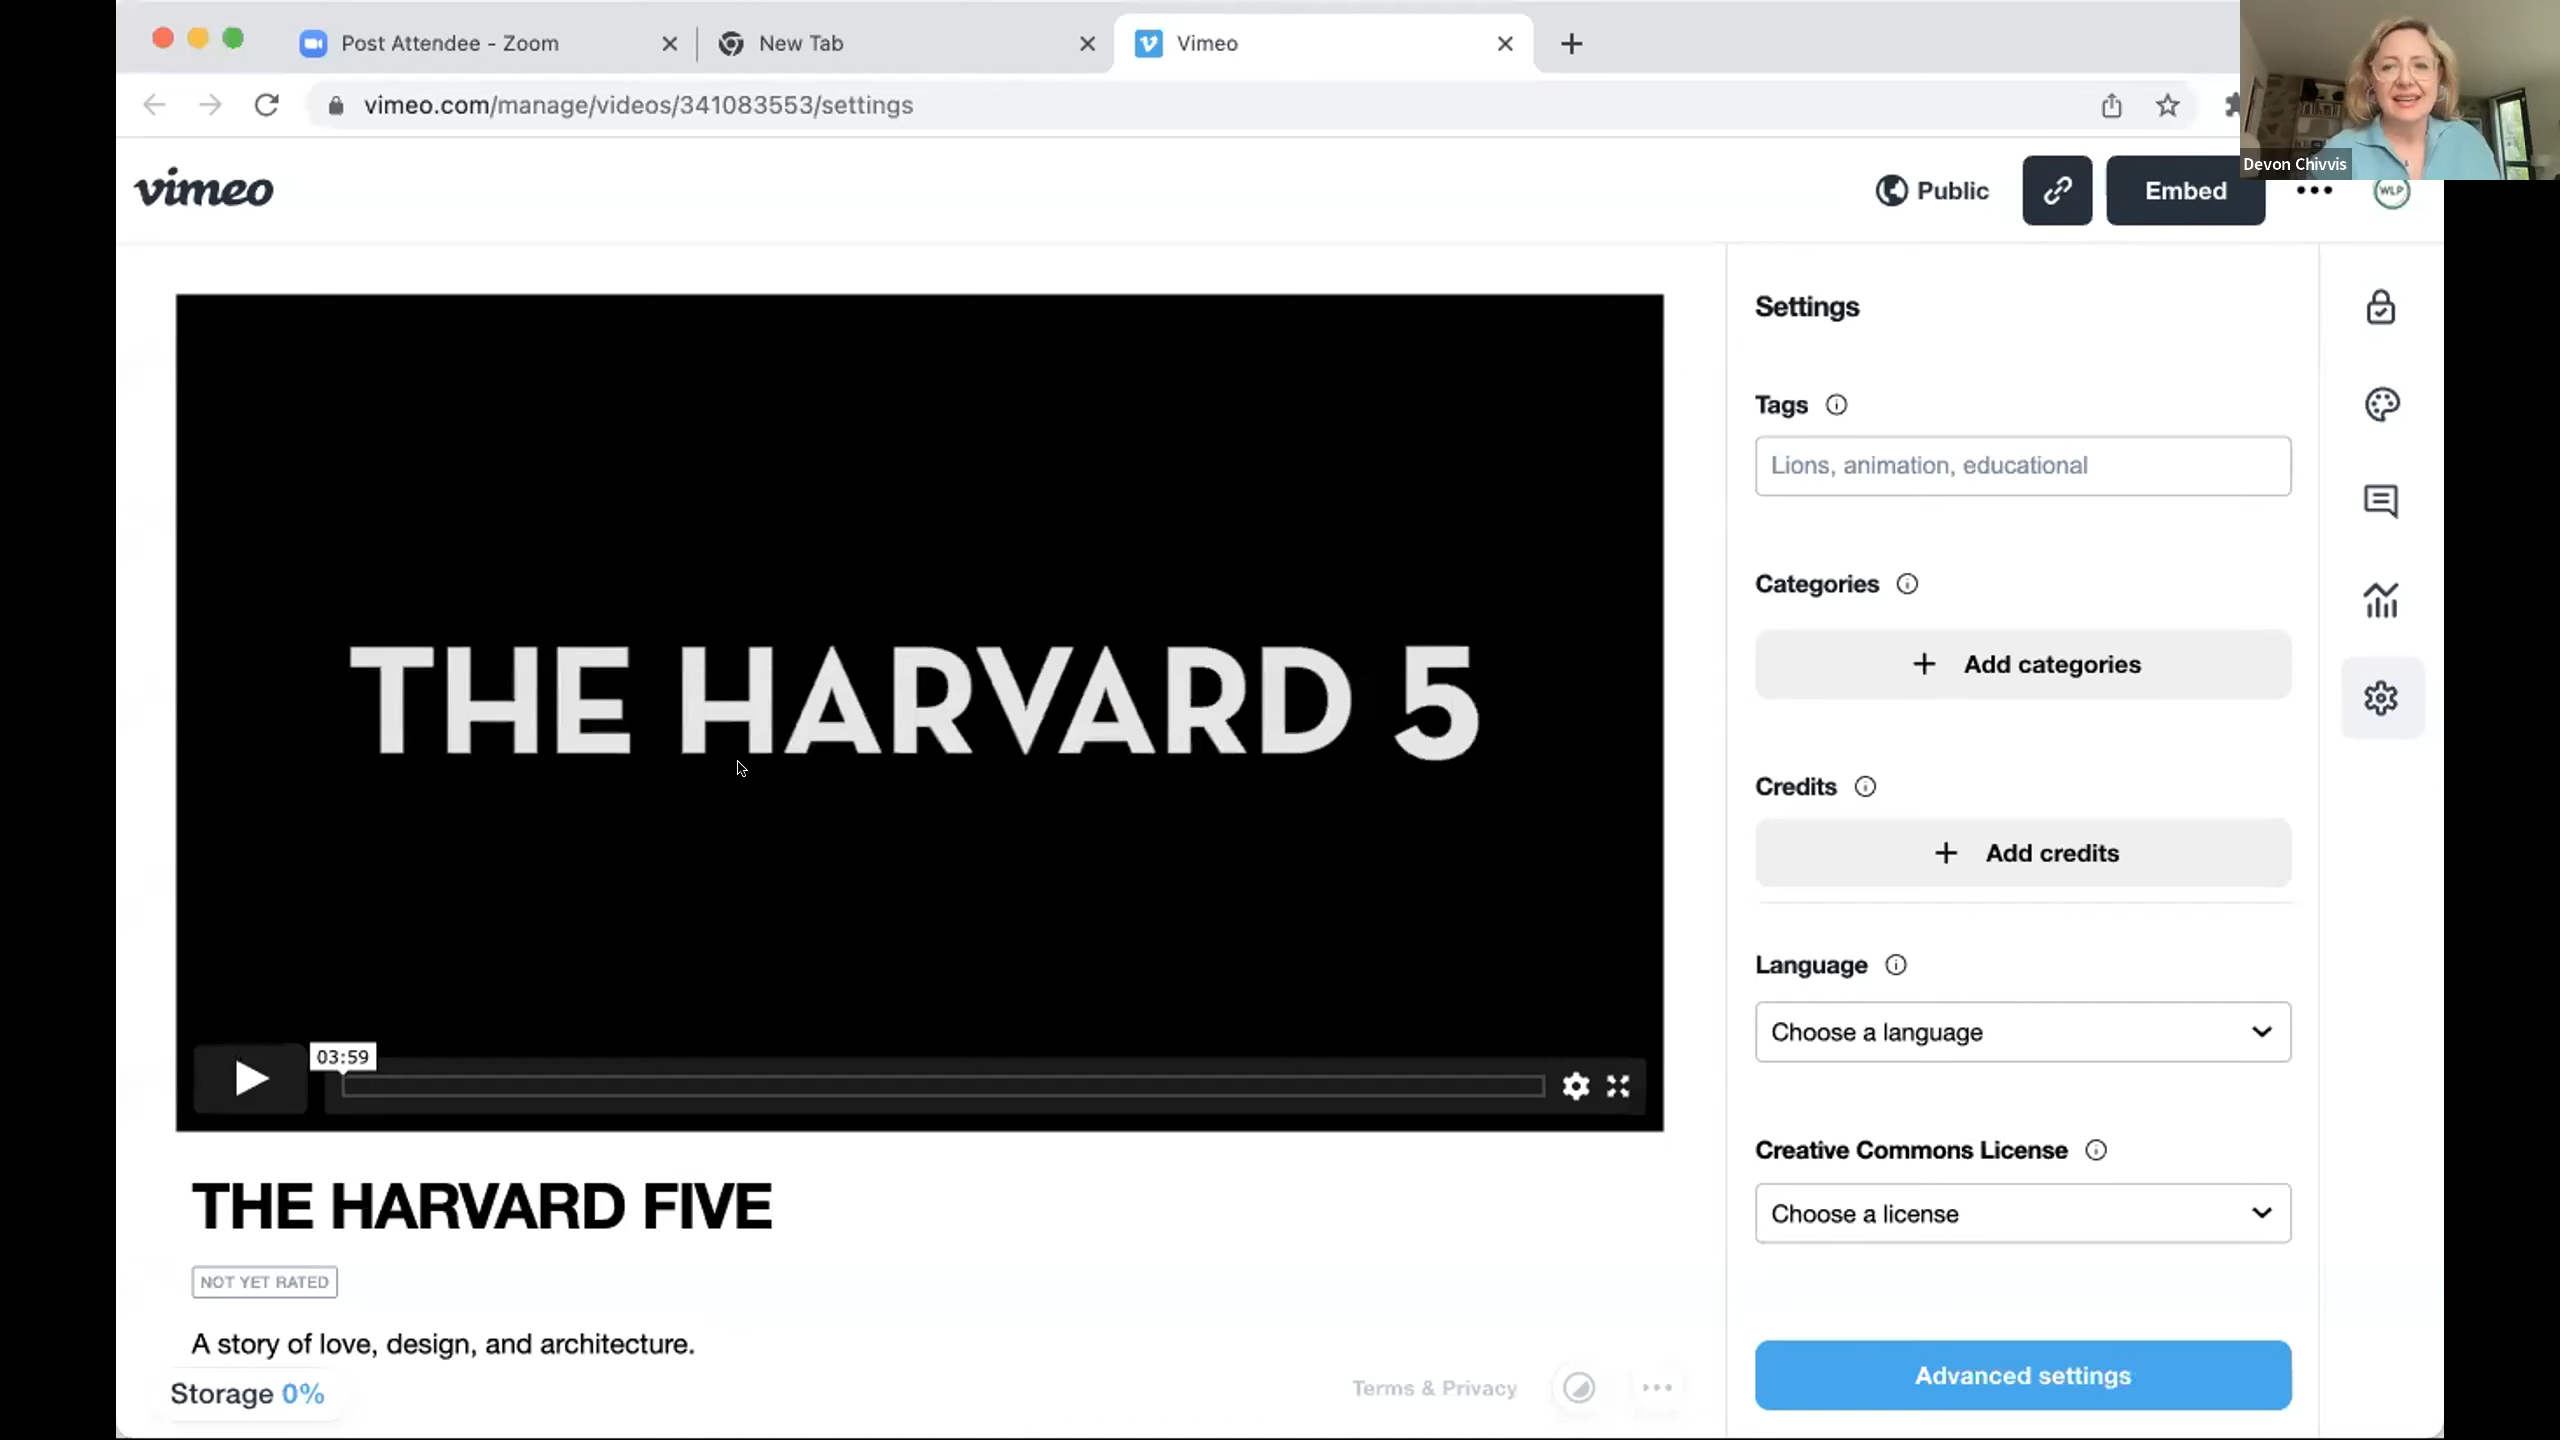 Post Attendee - Zoom
New Tab
Vimeo
vimeo.com/manage/videos/341083553/settings
Devon Chivvis
vimeo
Public
Embed
WLP
Settings
Tags
Lions, animation, educational
Categories
+ Add categories
THE HARVARD 5
Credits
+ Add credits
Language
Choose a language
03:59
Creative Commons License
Choose a license
THE HARVARD FIVE
NOT YET RATED
A story of love, design, and architecture.
Storage 0%
Terms & Privacy
Advanced settings